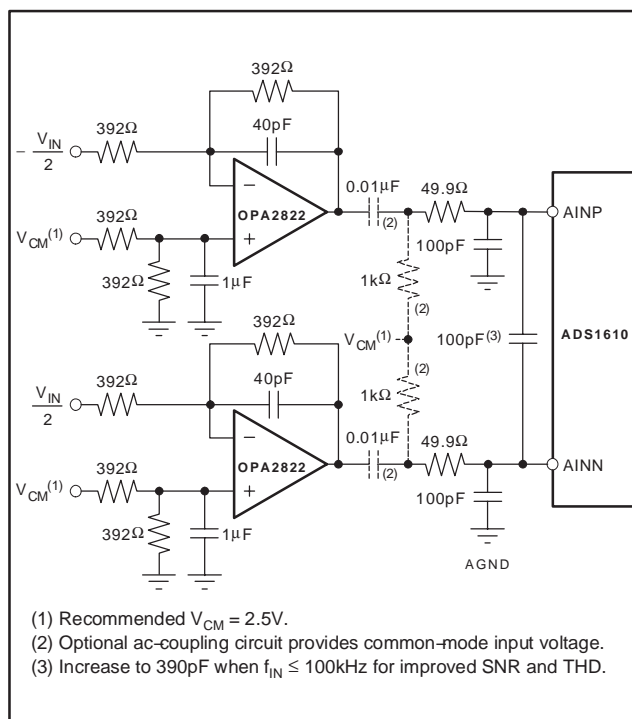 392Ω
40pF
− V_IN/2
392Ω
−
OPA2822
+
392Ω
V_CM(1)
392Ω
1μF
0.01μF
(2)
49.9Ω
AINP
100pF
1kΩ
(2)
V_CM(1)
100pF(3)
ADS1610
(2)
1kΩ
392Ω
40pF
V_IN/2
392Ω
−
OPA2822
+
392Ω
V_CM(1)
392Ω
1μF
0.01μF
(2)
49.9Ω
AINN
100pF
AGND
(1) Recommended V_CM = 2.5V.
(2) Optional ac−coupling circuit provides common−mode input voltage.
(3) Increase to 390pF when f_IN ≤ 100kHz for improved SNR and THD.